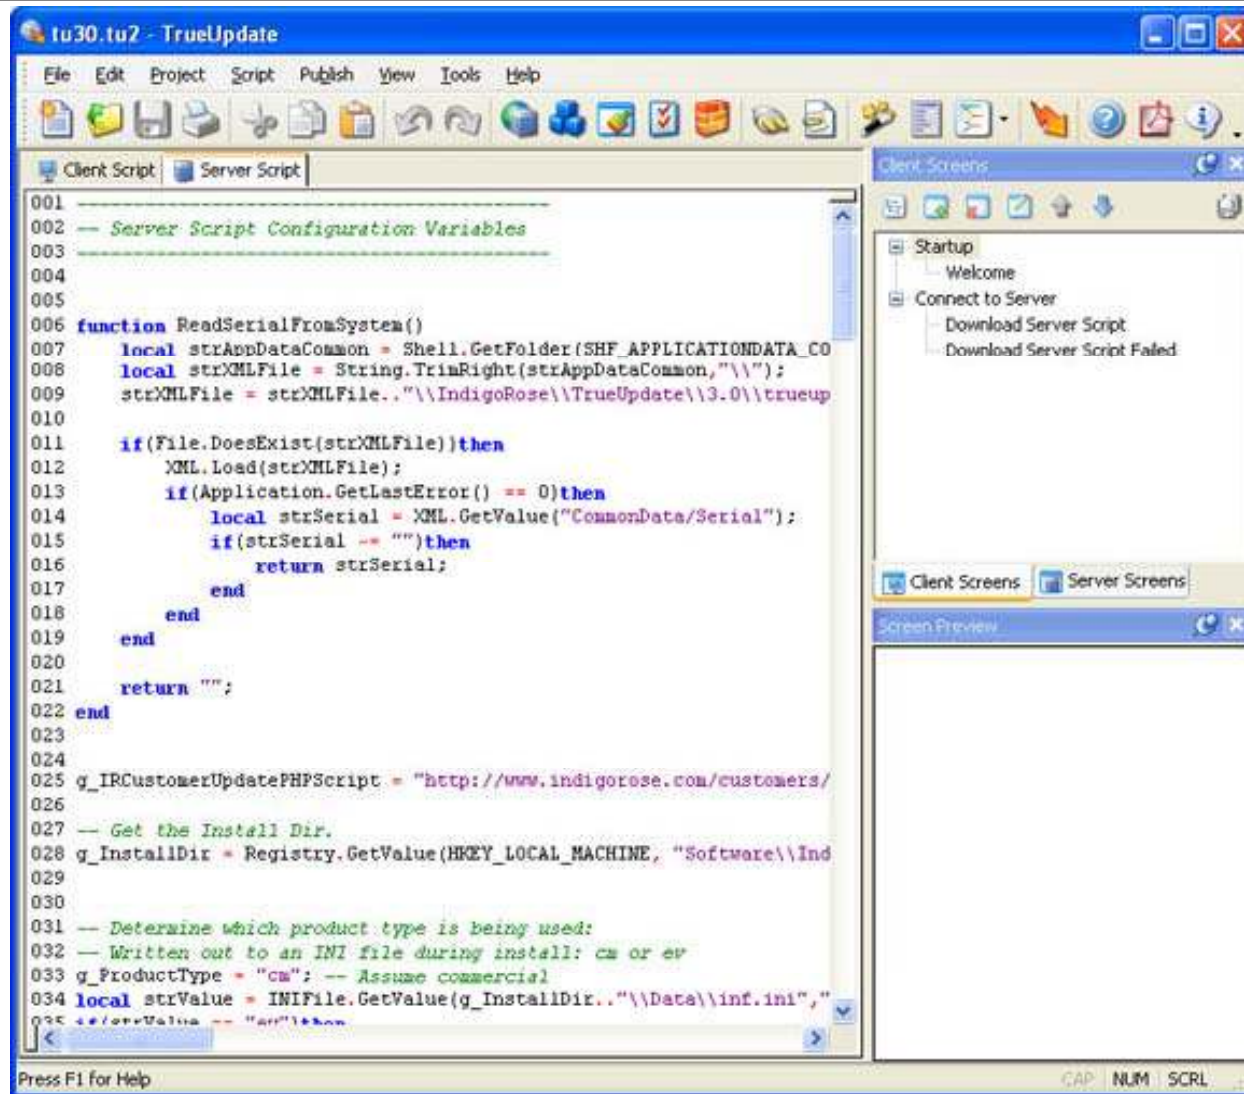 tu30.tu2 - TrueUpdate
File Edit Project Script Publish View Tools Help
Client Script Server Script
001 ------------------------------------------
002 -- Server Script Configuration Variables
003 ------------------------------------------
004
005
006 function ReadSerialFromSystem()
007 local strAppDataCommon = Shell.GetFolder(SHF_APPLICATIONDATA_CO
008 local strXMLFile = String.TrimRight(strAppDataCommon,"\\");
009 strXMLFile = strXMLFile.."\\IndigoRose\\TrueUpdate\\3.0\\trueup
010
011 if(File.DoesExist(strXMLFile))then
012 XML.Load(strXMLFile);
013 if(Application.GetLastError() == 0)then
014 local strSerial = XML.GetValue("CommonData/Serial");
015 if(strSerial ~= "")then
016 return strSerial;
017 end
018 end
019 end
020
021 return "";
022 end
023
024
025 g_IRCustomerUpdatePHPScript = "http://www.indigorose.com/customers/
026
027 -- Get the Install Dir.
028 g_InstallDir = Registry.GetValue(HKEY_LOCAL_MACHINE, "Software\\Ind
029
030
031 -- Determine which product type is being used:
032 -- Written out to an INI file during install: cm or ev
033 g_ProductType = "cm"; -- Assume commercial
034 local strValue = INIFile.GetValue(g_InstallDir.."\\Data\\inf.ini","
035 if(strValue == "ev")then
Client Screens
Startup
Welcome
Connect to Server
Download Server Script
Download Server Script Failed
Client Screens Server Screens
Screen Preview
Press F1 for Help
CAP NUM SCRL